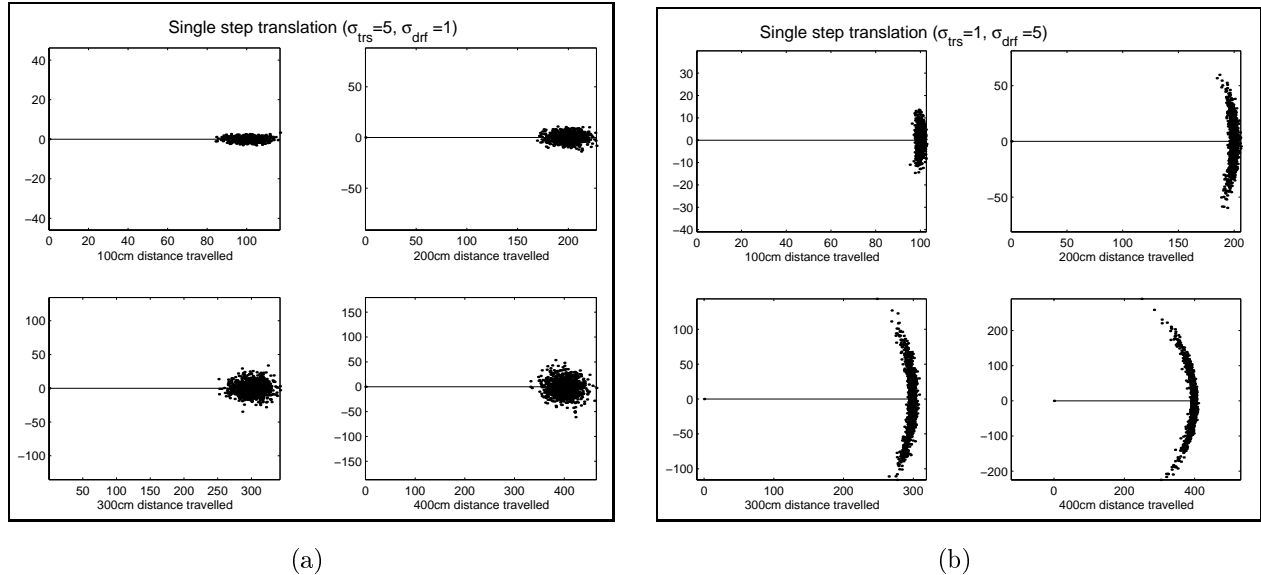 Single step translation (σtrs=5, σdrf =1)
40
20
0
−20
−40
0 20 40 60 80 100
100cm distance travelled
50
0
−50
0 50 100 150 200
200cm distance travelled
100
50
0
−50
−100
50 100 150 200 250 300
300cm distance travelled
150
100
50
0
−50
−100
−150
0 100 200 300 400
400cm distance travelled
(a)
Single step translation (σtrs=1, σdrf =5)
30
20
10
0
−10
−20
−30
−40
0 20 40 60 80 100
100cm distance travelled
50
0
−50
0 50 100 150 200
200cm distance travelled
100
50
0
−50
−100
0 100 200 300
300cm distance travelled
200
100
0
−100
−200
0 200 400
400cm distance travelled
(b)